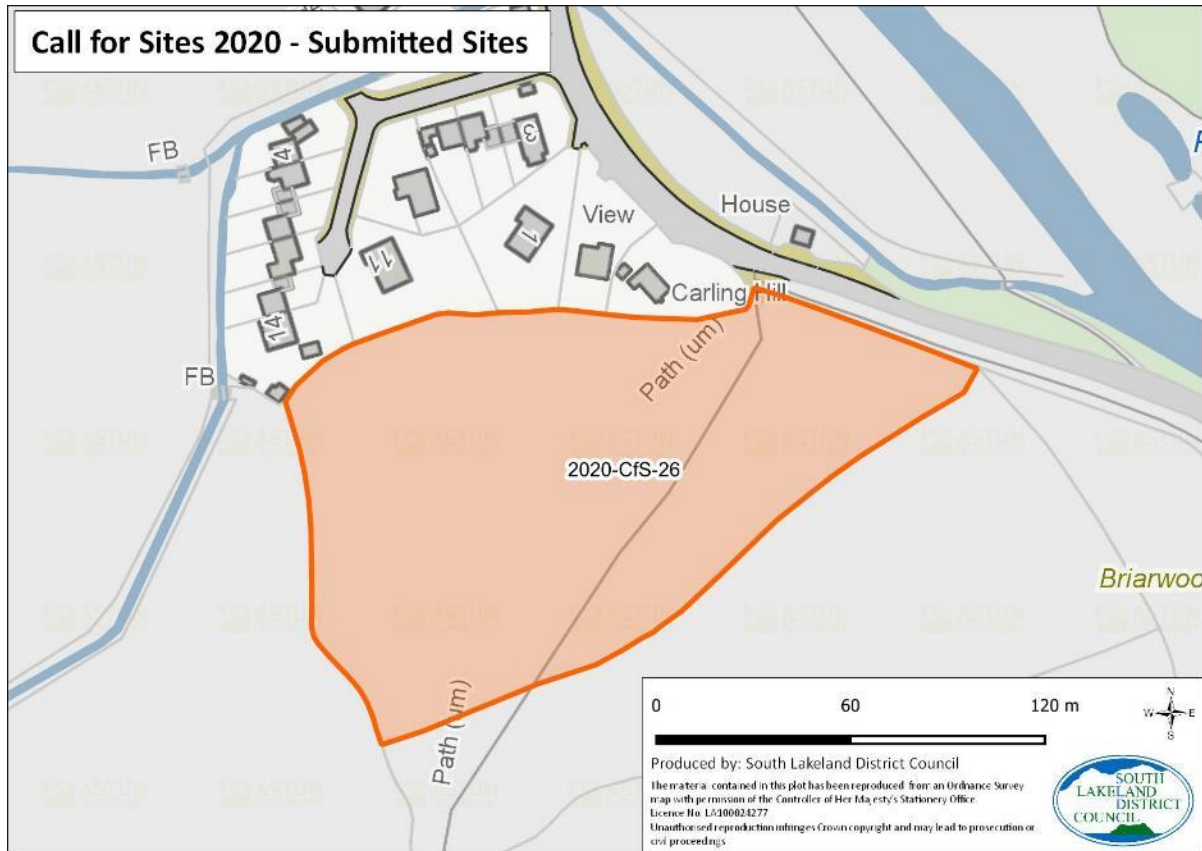 Call for Sites 2020 - Submitted Sites
FB
4
3
View
House
1
11
Carling Hill
14
Path (um)
FB
2020-CfS-26
Briarwoo
Path (um)
0 60 120 m
N
W E
S
Produced by: South Lakeland District Council
The material contained in this plot has been reproduced from an Ordnance Survey
map with permission of the Controller of Her Majesty's Stationery Office.
Licence No. LA100024277
Unauthorised reproduction infringes Crown copyright and may lead to prosecution or
civil proceedings
SOUTH
LAKELAND
DISTRICT
COUNCIL